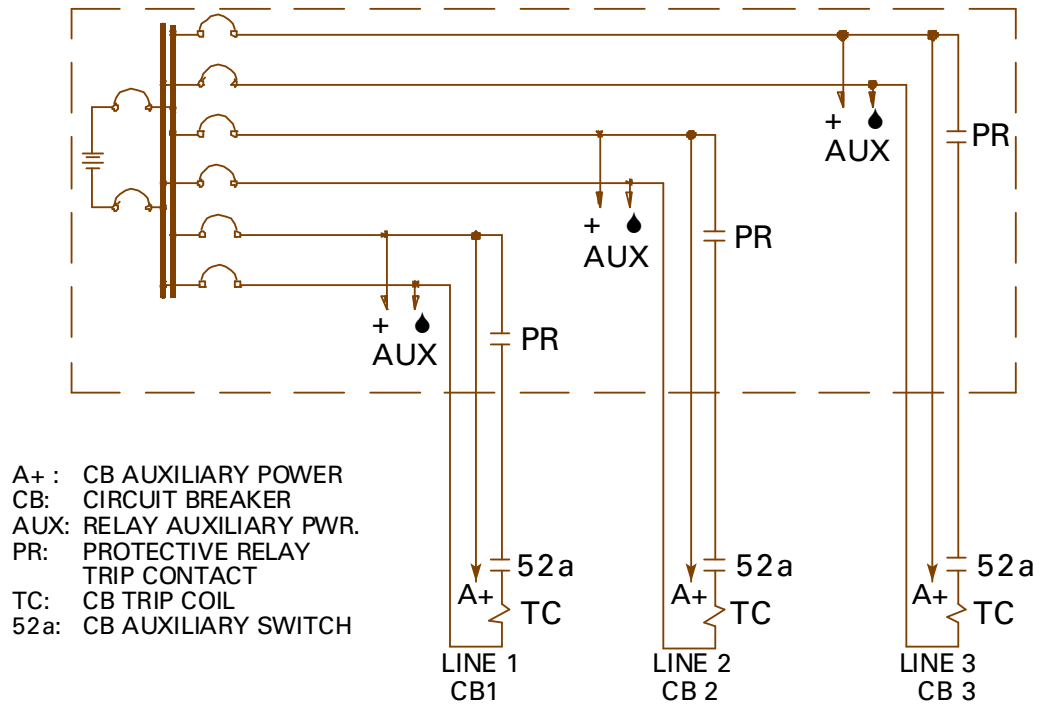 +
AUX
PR
+
AUX
PR
+
AUX
PR
A+ : CB AUXILIARY POWER
CB: CIRCUIT BREAKER
AUX: RELAY AUXILIARY PWR.
PR: PROTECTIVE RELAY
TRIP CONTACT
TC: CB TRIP COIL
52a: CB AUXILIARY SWITCH
52a
A+
TC
LINE 1
CB1
52a
A+
TC
LINE 2
CB 2
52a
A+
TC
LINE 3
CB 3